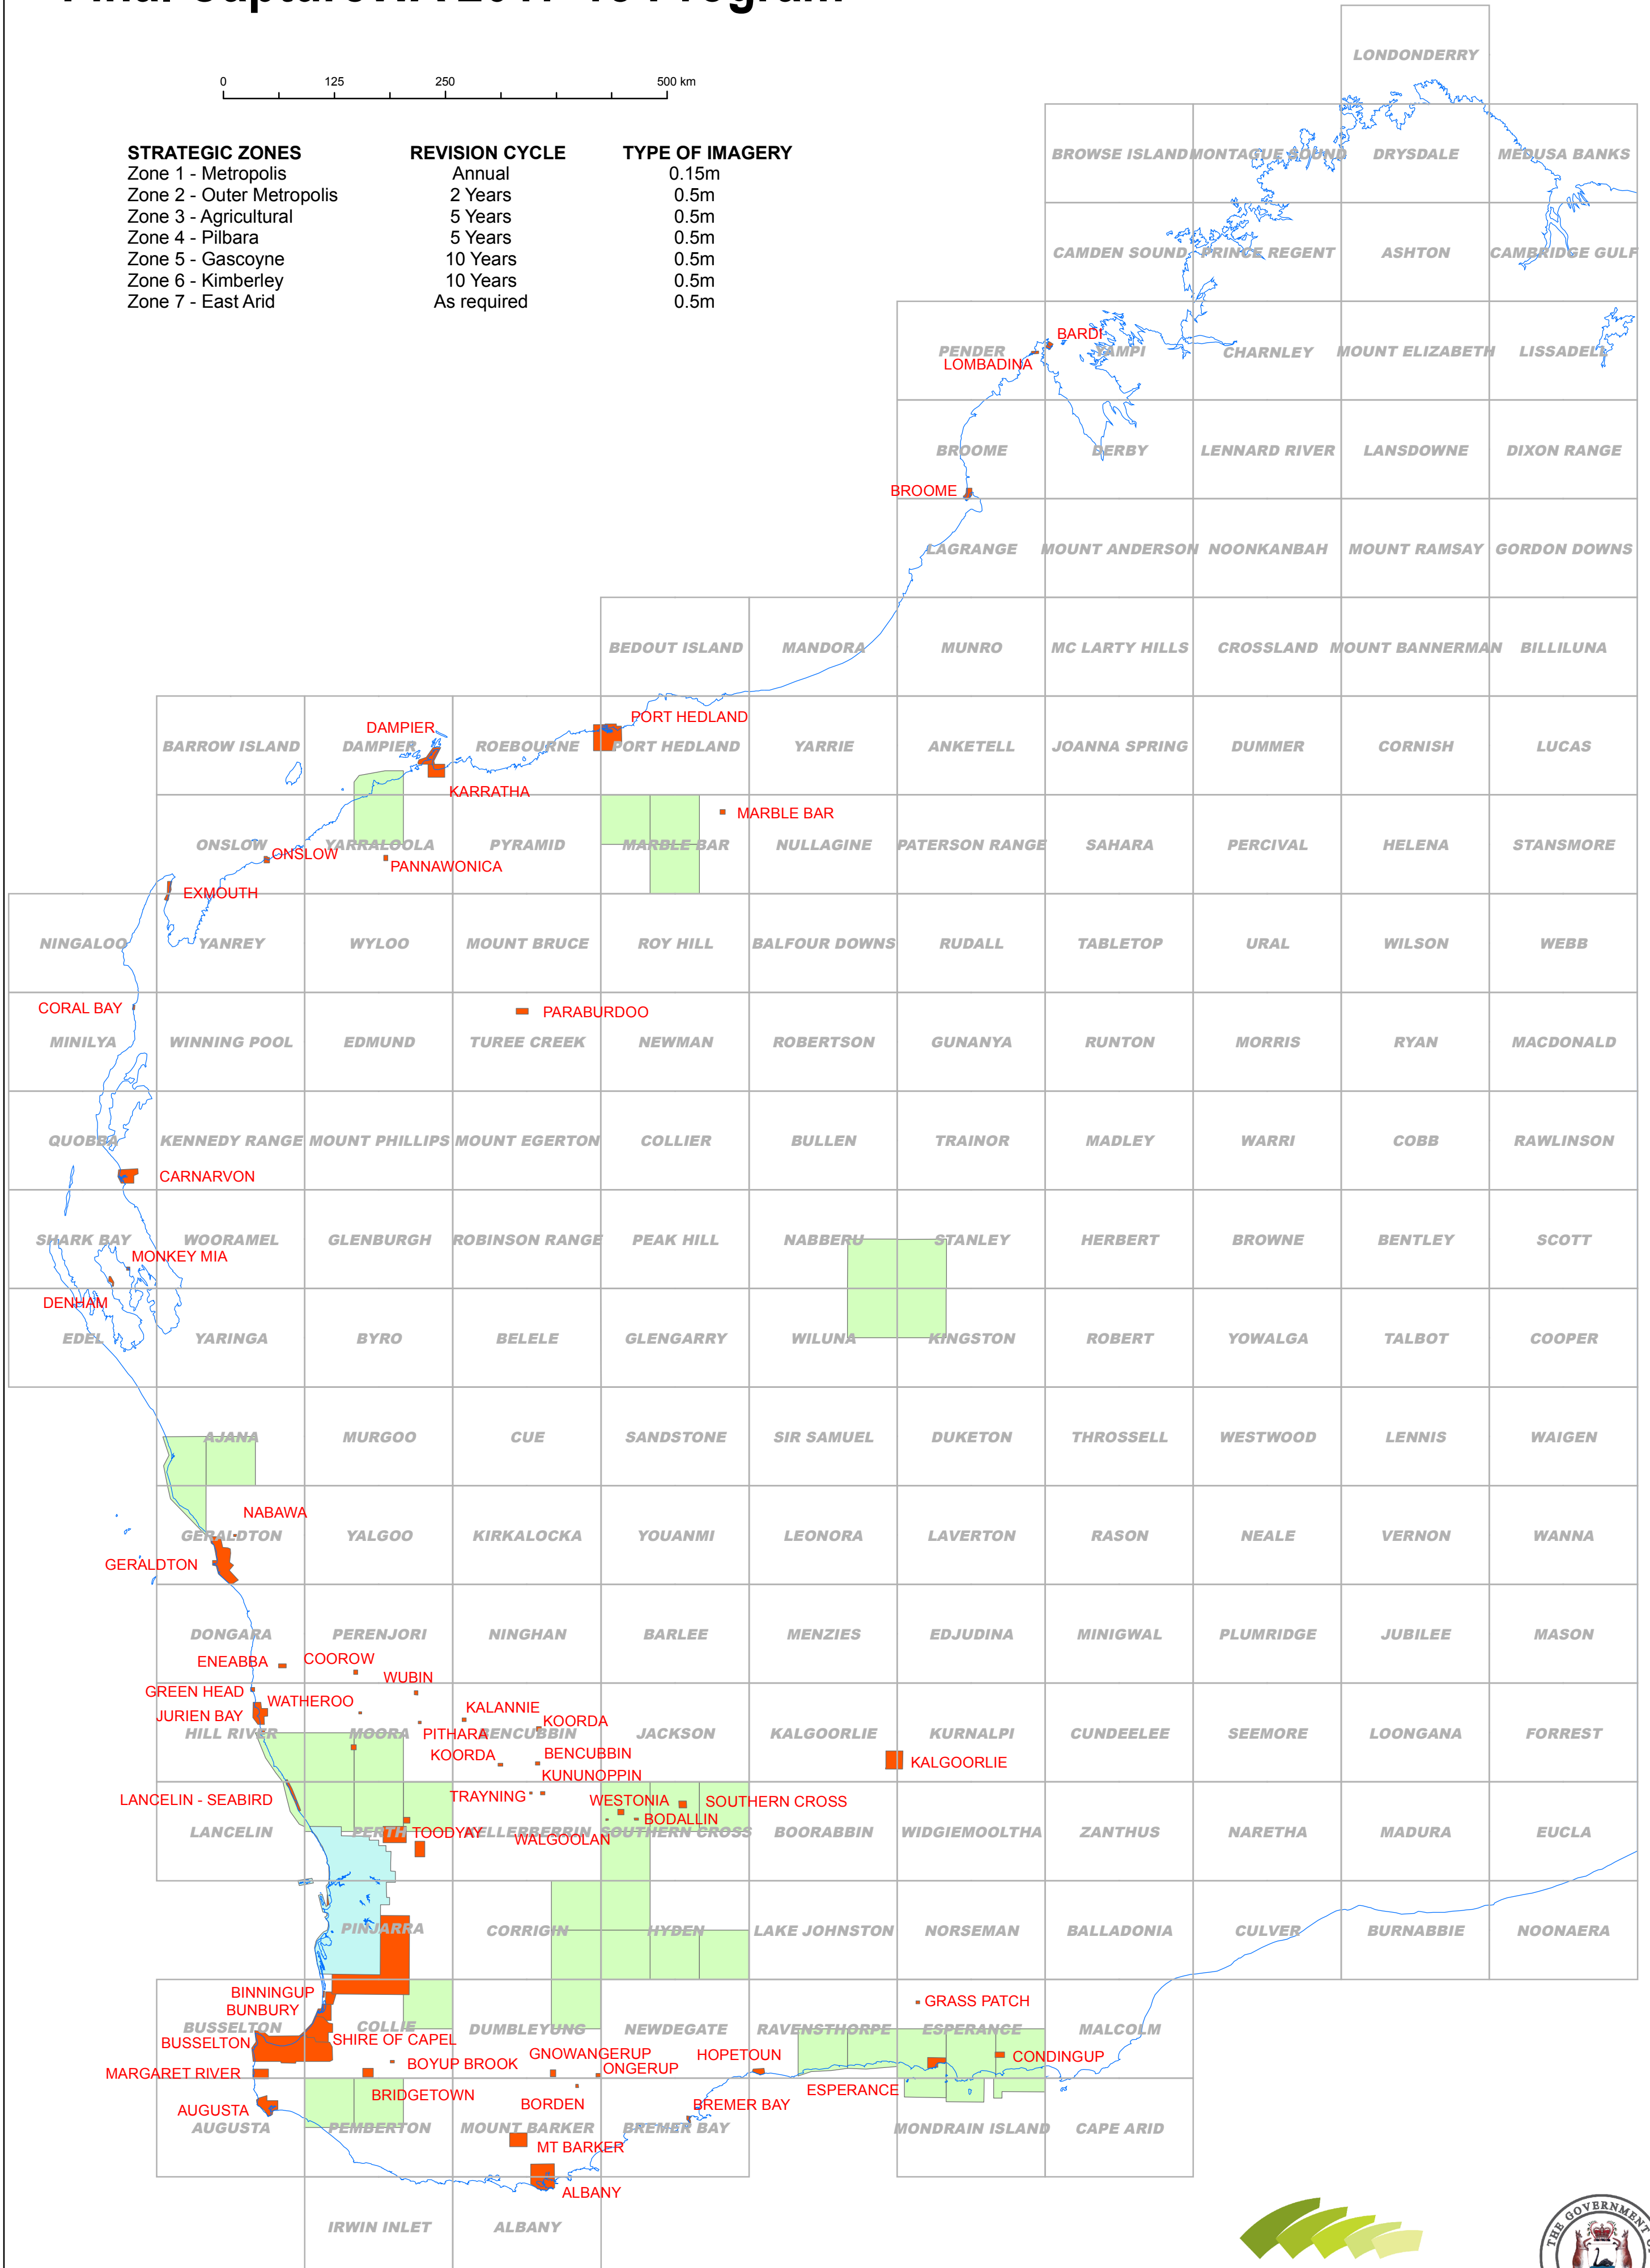 Final CaptureWA 2017-18 Program
0 125 250 500 km
STRATEGIC ZONES REVISION CYCLE TYPE OF IMAGERY
Zone 1 - Metropolis Annual 0.15m
Zone 2 - Outer Metropolis 2 Years 0.5m
Zone 3 - Agricultural 5 Years 0.5m
Zone 4 - Pilbara 5 Years 0.5m
Zone 5 - Gascoyne 10 Years 0.5m
Zone 6 - Kimberley 10 Years 0.5m
Zone 7 - East Arid As required 0.5m
LONDONDERRY
BROWSE ISLAND MONTAGUE SOUND DRYSDALE MEDUSA BANKS
CAMDEN SOUND PRINCE REGENT ASHTON CAMBRIDGE GULF
BARDI
PENDER YAMPI CHARNLEY MOUNT ELIZABETH LISSADELL
LOMBADINA
BROOME DERBY LENNARD RIVER LANSDOWNE DIXON RANGE
BROOME
LAGRANGE MOUNT ANDERSON NOONKANBAH MOUNT RAMSAY GORDON DOWNS
BEDOUT ISLAND MANDORA MUNRO MC LARTY HILLS CROSSLAND MOUNT BANNERMAN BILLILUNA
PORT HEDLAND
DAMPIER
BARROW ISLAND DAMPIER ROEBOURNE PORT HEDLAND YARRIE ANKETELL JOANNA SPRING DUMMER CORNISH LUCAS
KARRATHA
MARBLE BAR
ONSLOW YARRALOOLA PYRAMID MARBLE BAR NULLAGINE PATERSON RANGE SAHARA PERCIVAL HELENA STANSMORE
ONSLOW
PANNAWONICA
EXMOUTH
NINGALOO YANREY WYLOO MOUNT BRUCE ROY HILL BALFOUR DOWNS RUDALL TABLETOP URAL WILSON WEBB
CORAL BAY PARABURDOO
MINILYA WINNING POOL EDMUND TUREE CREEK NEWMAN ROBERTSON GUNANYA RUNTON MORRIS RYAN MACDONALD
QUOBBA KENNEDY RANGE MOUNT PHILLIPS MOUNT EGERTON COLLIER BULLEN TRAINOR MADLEY WARRI COBB RAWLINSON
CARNARVON
SHARK BAY WOORAMEL GLENBURGH ROBINSON RANGE PEAK HILL NABBERU STANLEY HERBERT BROWNE BENTLEY SCOTT
MONKEY MIA
DENHAM
EDEL YARINGA BYRO BELELE GLENGARRY WILUNA KINGSTON ROBERT YOWALGA TALBOT COOPER
AJANA MURGOO CUE SANDSTONE SIR SAMUEL DUKETON THROSSELL WESTWOOD LENNIS WAIGEN
NABAWA
GERALDTON YALGOO KIRKALOCKA YOUANMI LEONORA LAVERTON RASON NEALE VERNON WANNA
GERALDTON
DONGARA PERENJORI NINGHAN BARLEE MENZIES EDJUDINA MINIGWAL PLUMRIDGE JUBILEE MASON
ENEABBA COOROW
WUBIN
GREEN HEAD
WATHEROO KALANNIE
JURIEN BAY KOORDA
HILL RIVER MOORA BENCUBBIN JACKSON KALGOORLIE KURNALPI CUNDEELEE SEEMORE LOONGANA FORREST
PITHARA
KOORDA BENCUBBIN
KALGOORLIE
KUNUNOPPIN
LANCELIN - SEABIRD TRAYNING WESTONIA SOUTHERN CROSS
BODALLIN
LANCELIN PERTH KELLERBERRIN SOUTHERN CROSS BOORABBIN WIDGIEMOOLTHA ZANTHUS NARETHA MADURA EUCLA
TOODYAY
WALGOOLAN
PINJARRA CORRIGIN HYDEN LAKE JOHNSTON NORSEMAN BALLADONIA CULVER BURNABBIE NOONAERA
BINNINGUP
GRASS PATCH
BUNBURY
BUSSELTON COLLIE DUMBLEYUNG NEWDEGATE RAVENSTHORPE ESPERANCE MALCOLM
BUSSELTON SHIRE OF CAPEL
GNOWANGERUP HOPETOUN CONDINGUP
BOYUP BROOK ONGERUP
MARGARET RIVER
BRIDGETOWN ESPERANCE
BORDEN BREMER BAY
AUGUSTA
AUGUSTA PEMBERTON MOUNT BARKER BREMER BAY MONDRAIN ISLAND CAPE ARID
MT BARKER
ALBANY
IRWIN INLET ALBANY
THE GOVERNMENT O